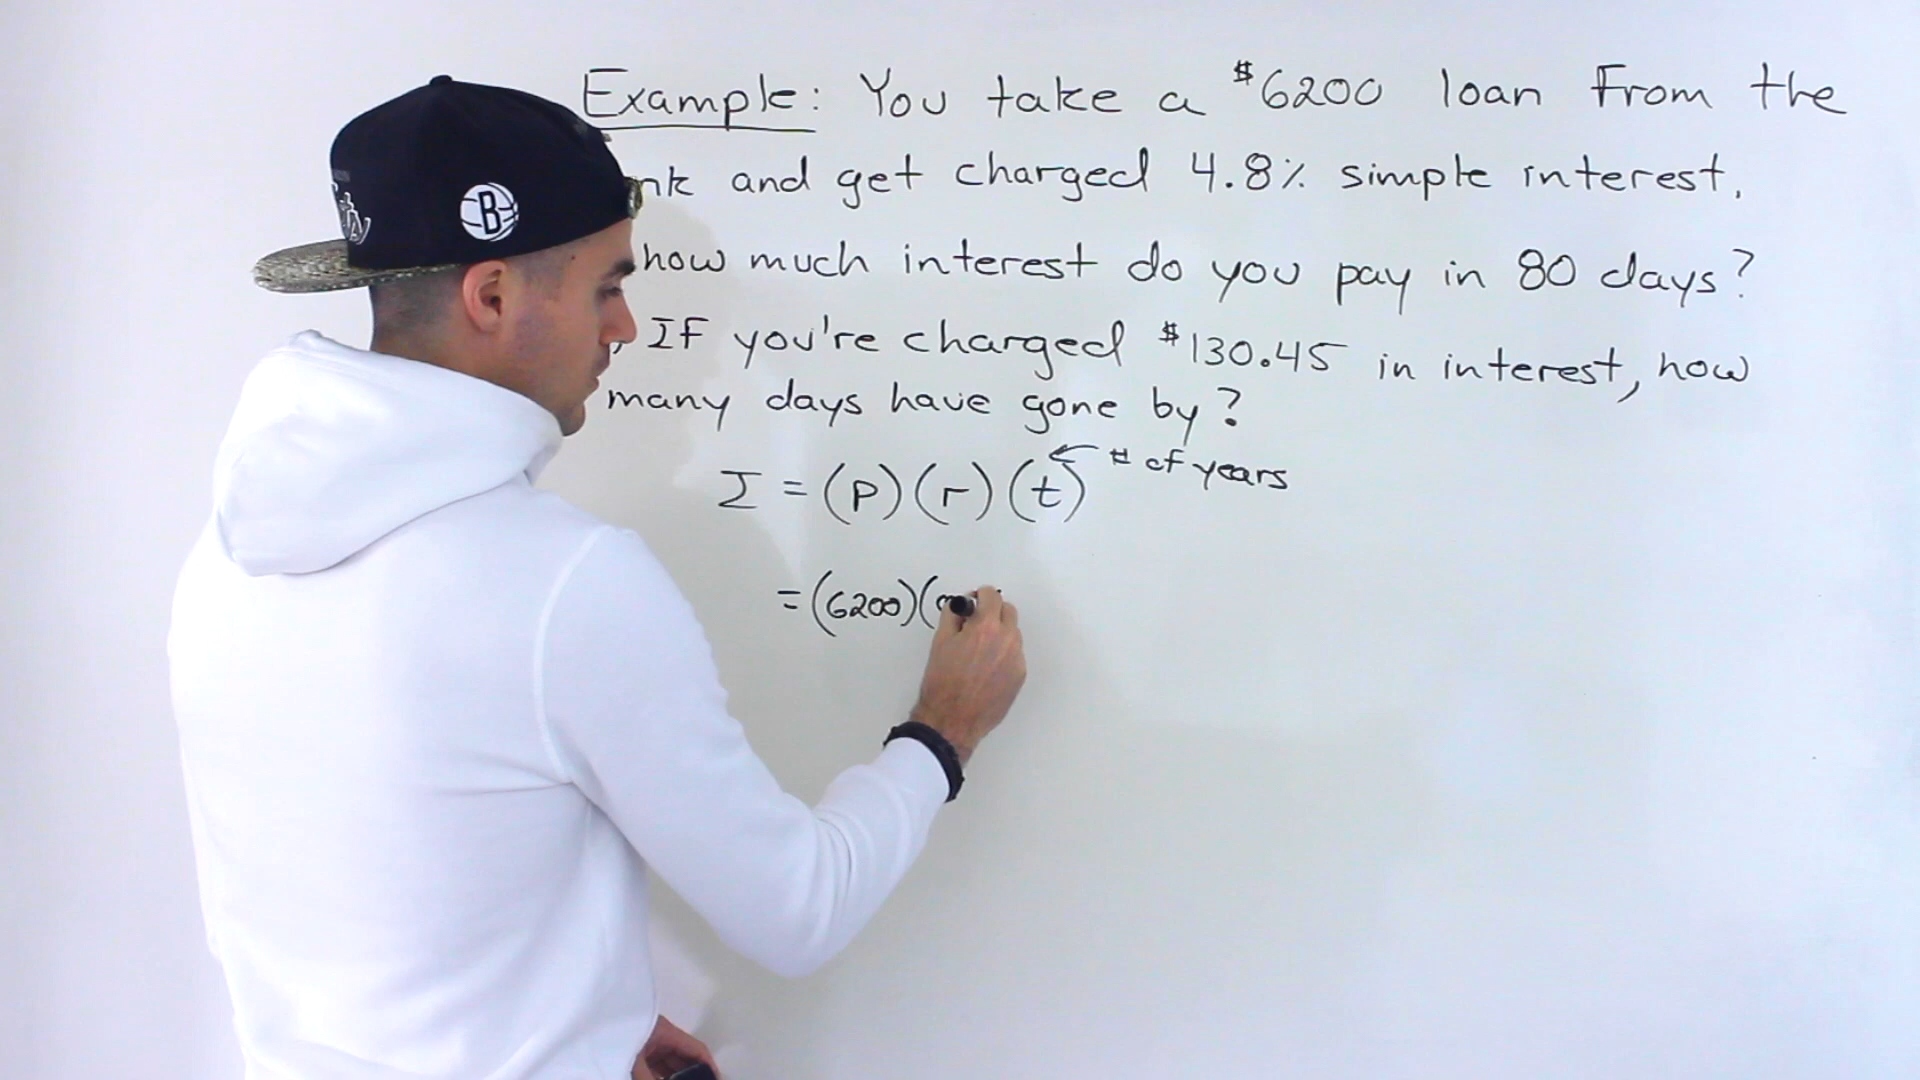 Example: You take a $6200 loan from the
nk and get charged 4.8% simple interest.
how much interest do you pay in 80 days?
, If you're charged $130.45 in interest, how
many days have gone by?
I = (P)(r)(t) ← # of years
= (6200)(
B